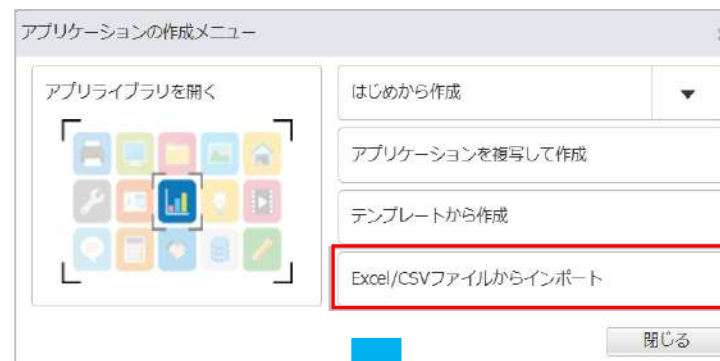 アプリケーションの作成メニュー
アプリライブラリを開く
はじめから作成
アプリケーションを複写して作成
テンプレートから作成
Excel/CSVファイルからインポート
閉じる